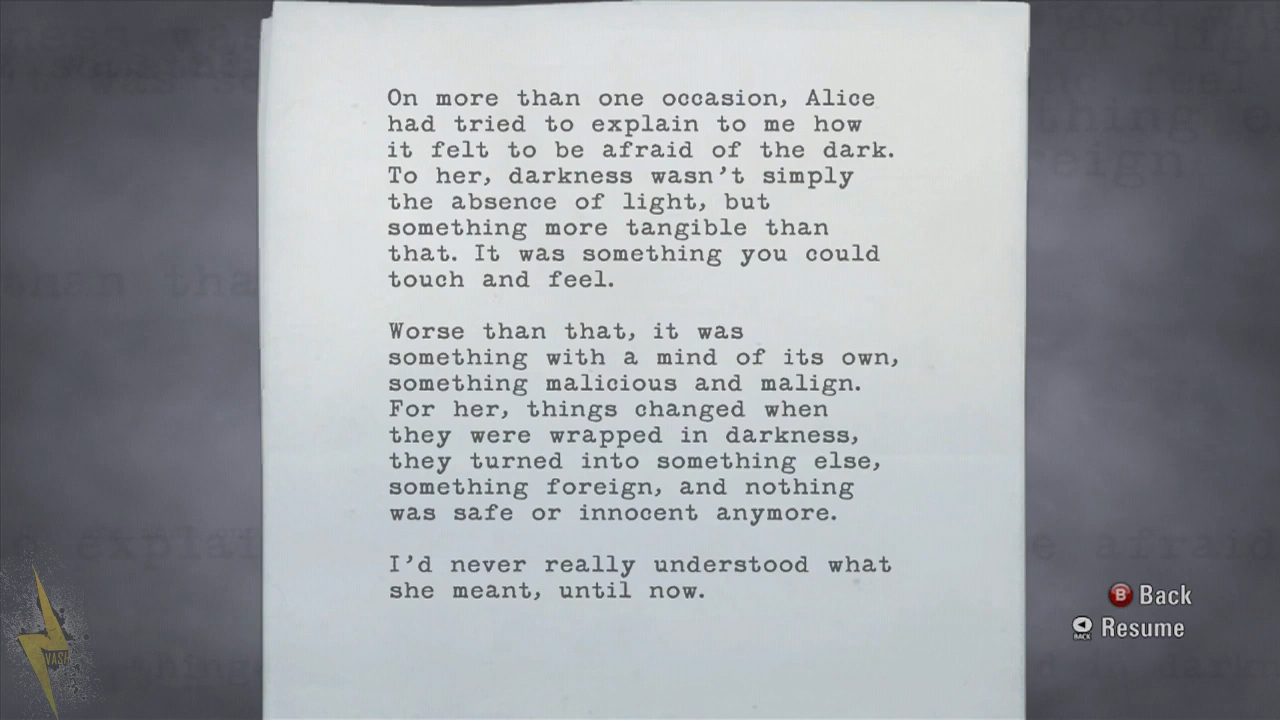 On more than one occasion, Alice
had tried to explain to me how
it felt to be afraid of the dark.
To her, darkness wasn't simply
the absence of light, but
something more tangible than
that. It was something you could
touch and feel.
Worse than that, it was
something with a mind of its own,
something malicious and malign.
For her, things changed when
they were wrapped in darkness,
they turned into something else,
something foreign, and nothing
was safe or innocent anymore.
I'd never really understood what
she meant, until now.
B Back
BACK Resume
VASH